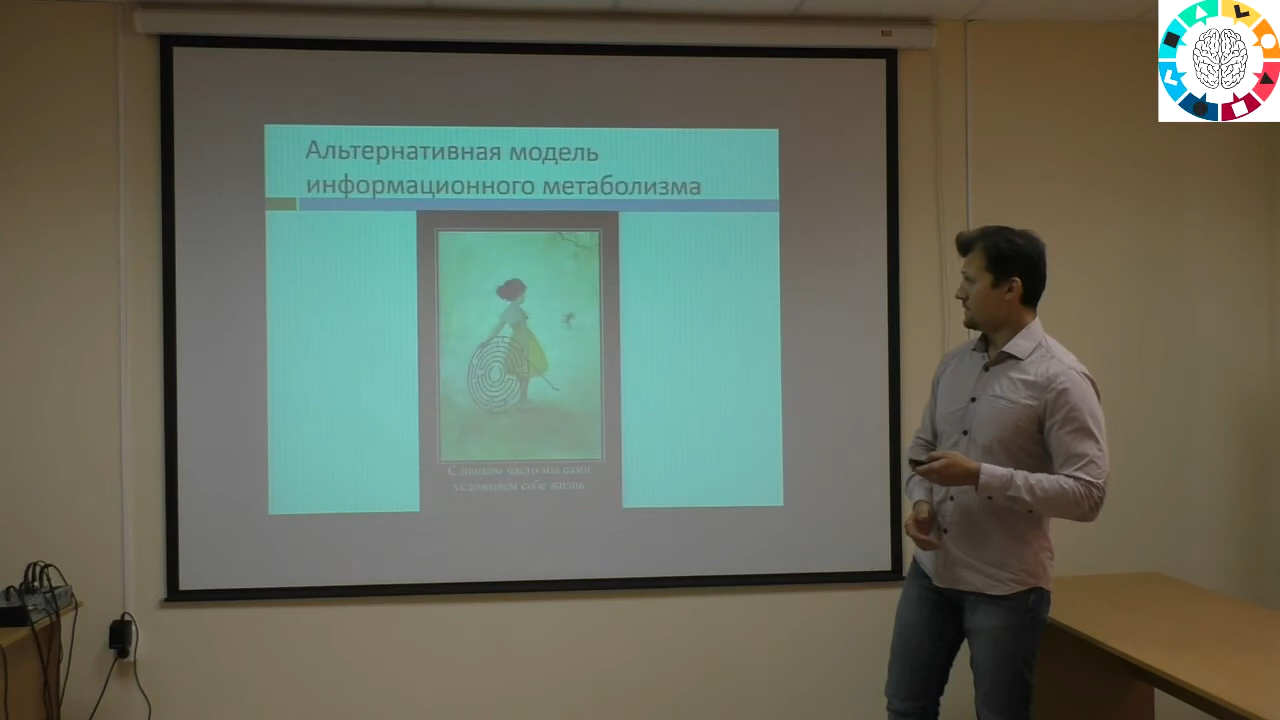 Альтернативная модель
информационного метаболизма
Слишком часто мы сами
усложняем себе жизнь